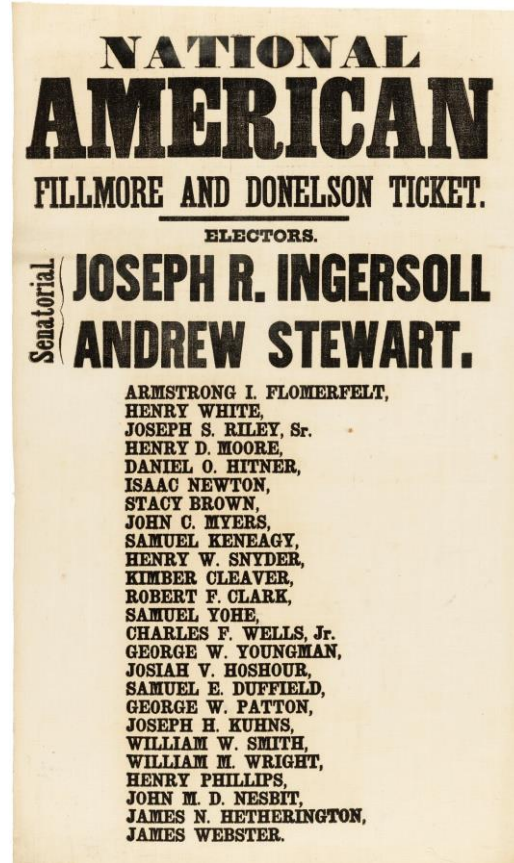 NATIONAL
AMERICAN
FILLMORE AND DONELSON TICKET.
ELECTORS.
Senatorial.
JOSEPH R. INGERSOLL
ANDREW STEWART.
ARMSTRONG I. FLOMERFELT,
HENRY WHITE,
JOSEPH S. RILEY, Sr.
HENRY D. MOORE,
DANIEL O. HITNER,
ISAAC NEWTON,
STACY BROWN,
JOHN C. MYERS,
SAMUEL KENEAGY,
HENRY W. SNYDER,
KIMBER CLEAVER,
ROBERT F. CLARK,
SAMUEL YOHE,
CHARLES F. WELLS, Jr.
GEORGE W. YOUNGMAN,
JOSIAH V. HOSHOUR,
SAMUEL E. DUFFIELD,
GEORGE W. PATTON,
JOSEPH H. KUHNS,
WILLIAM W. SMITH,
WILLIAM M. WRIGHT,
HENRY PHILLIPS,
JOHN M. D. NESBIT,
JAMES N. HETHERINGTON,
JAMES WEBSTER.